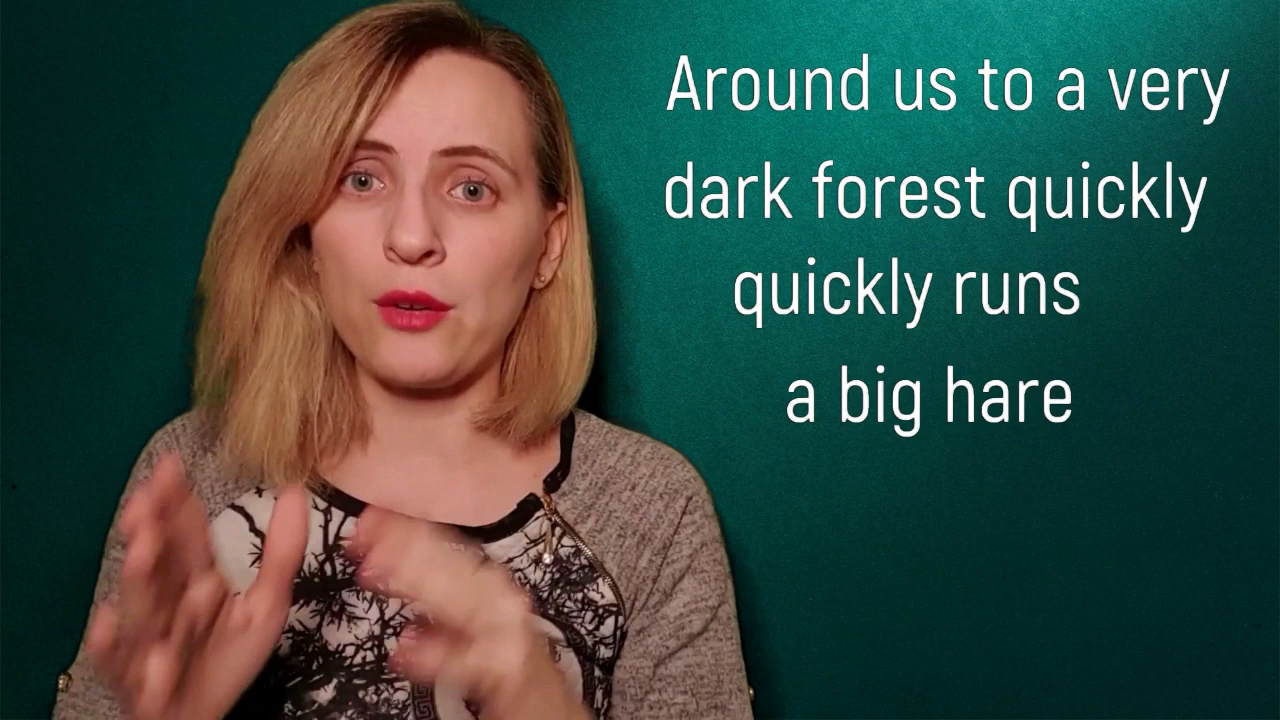 Around us to a very
dark forest quickly
quickly runs
a big hare